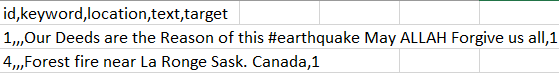 id,keyword,location,text,target
1,,,Our Deeds are the Reason of this #earthquake May ALLAH Forgive us all,1
4,,,Forest fire near La Ronge Sask. Canada,1